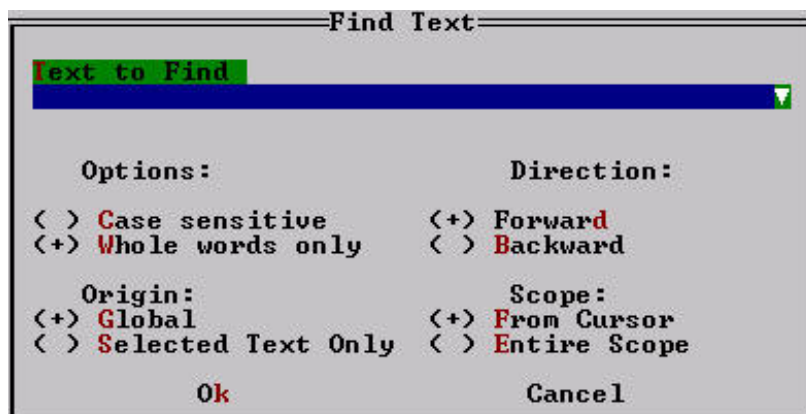 Find Text
Text to Find
Options: Direction:
( ) Case sensitive (+) Forward
(+) Whole words only ( ) Backward
Origin: Scope:
(+) Global (+) From Cursor
( ) Selected Text Only ( ) Entire Scope
Ok Cancel